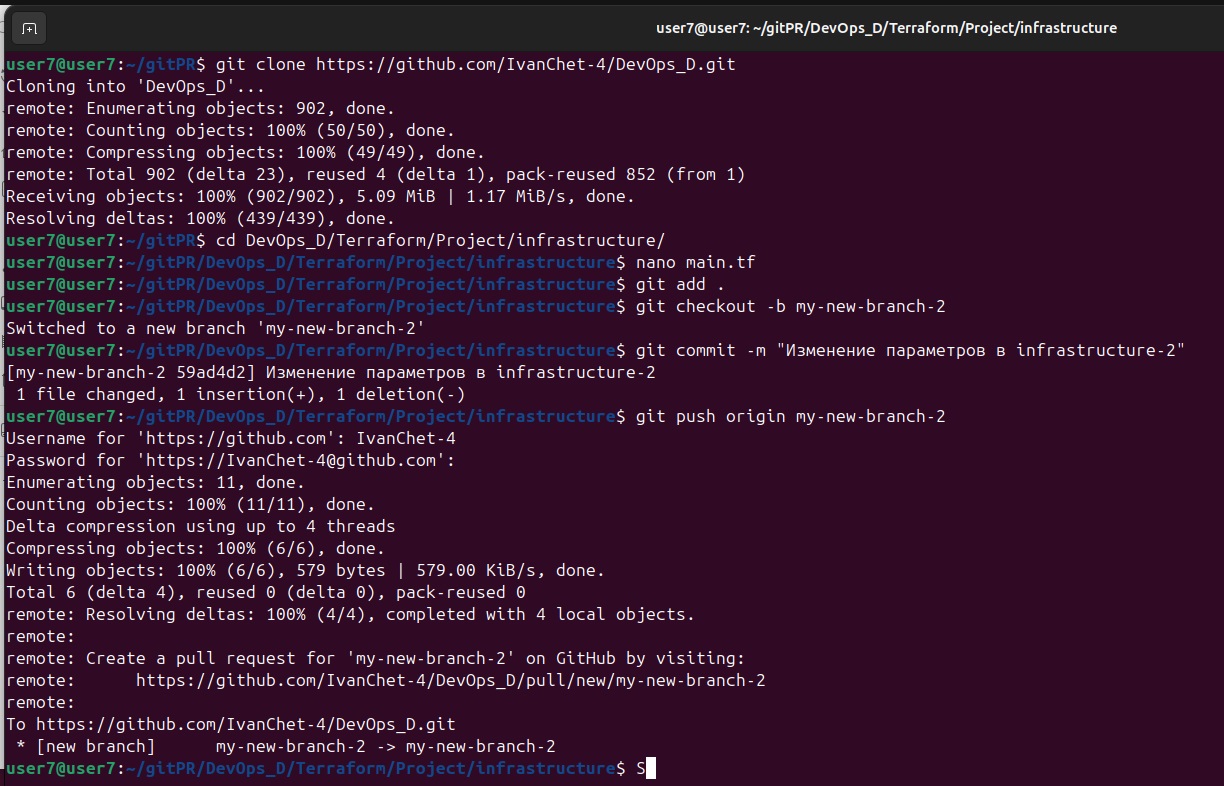 user7@user7: ~/gitPR/DevOps_D/Terraform/Project/infrastructure
user7@user7:~/gitPR$ git clone https://github.com/IvanChet-4/DevOps_D.git
Cloning into 'DevOps_D'...
remote: Enumerating objects: 902, done.
remote: Counting objects: 100% (50/50), done.
remote: Compressing objects: 100% (49/49), done.
remote: Total 902 (delta 23), reused 4 (delta 1), pack-reused 852 (from 1)
Receiving objects: 100% (902/902), 5.09 MiB | 1.17 MiB/s, done.
Resolving deltas: 100% (439/439), done.
user7@user7:~/gitPR$ cd DevOps_D/Terraform/Project/infrastructure/
user7@user7:~/gitPR/DevOps_D/Terraform/Project/infrastructure$ nano main.tf
user7@user7:~/gitPR/DevOps_D/Terraform/Project/infrastructure$ git add .
user7@user7:~/gitPR/DevOps_D/Terraform/Project/infrastructure$ git checkout -b my-new-branch-2
Switched to a new branch 'my-new-branch-2'
user7@user7:~/gitPR/DevOps_D/Terraform/Project/infrastructure$ git commit -m "Изменение параметров в infrastructure-2"
[my-new-branch-2 59ad4d2] Изменение параметров в infrastructure-2
 1 file changed, 1 insertion(+), 1 deletion(-)
user7@user7:~/gitPR/DevOps_D/Terraform/Project/infrastructure$ git push origin my-new-branch-2
Username for 'https://github.com': IvanChet-4
Password for 'https://IvanChet-4@github.com':
Enumerating objects: 11, done.
Counting objects: 100% (11/11), done.
Delta compression using up to 4 threads
Compressing objects: 100% (6/6), done.
Writing objects: 100% (6/6), 579 bytes | 579.00 KiB/s, done.
Total 6 (delta 4), reused 0 (delta 0), pack-reused 0
remote: Resolving deltas: 100% (4/4), completed with 4 local objects.
remote:
remote: Create a pull request for 'my-new-branch-2' on GitHub by visiting:
remote:      https://github.com/IvanChet-4/DevOps_D/pull/new/my-new-branch-2
remote:
To https://github.com/IvanChet-4/DevOps_D.git
 * [new branch]      my-new-branch-2 -> my-new-branch-2
user7@user7:~/gitPR/DevOps_D/Terraform/Project/infrastructure$ S